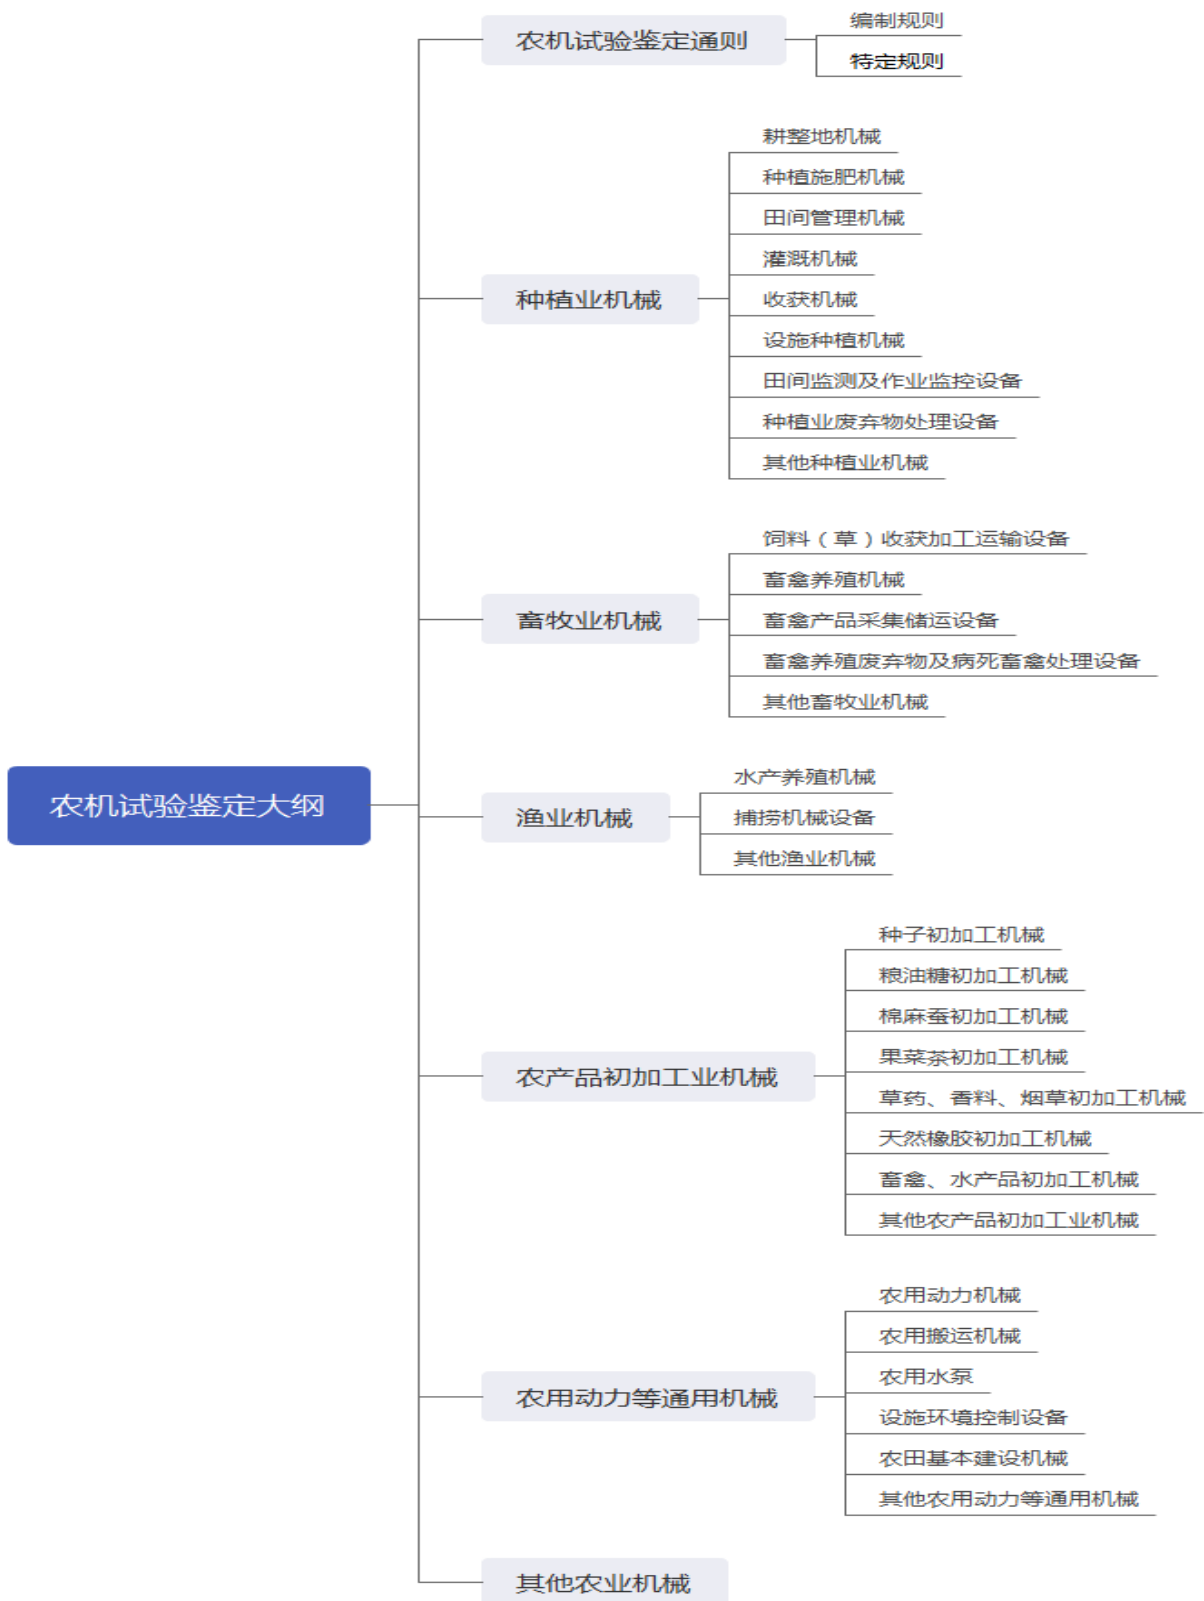 农机试验鉴定大纲
农机试验鉴定通则
编制规则
特定规则
种植业机械
耕整地机械
种植施肥机械
田间管理机械
灌溉机械
收获机械
设施种植机械
田间监测及作业监控设备
种植业废弃物处理设备
其他种植业机械
畜牧业机械
饲料（草）收获加工运输设备
畜禽养殖机械
畜禽产品采集储运设备
畜禽养殖废弃物及病死畜禽处理设备
其他畜牧业机械
渔业机械
水产养殖机械
捕捞机械设备
其他渔业机械
农产品初加工业机械
种子初加工机械
粮油糖初加工机械
棉麻蚕初加工机械
果菜茶初加工机械
草药、香料、烟草初加工机械
天然橡胶初加工机械
畜禽、水产品初加工机械
其他农产品初加工业机械
农用动力等通用机械
农用动力机械
农用搬运机械
农用水泵
设施环境控制设备
农田基本建设机械
其他农用动力等通用机械
其他农业机械